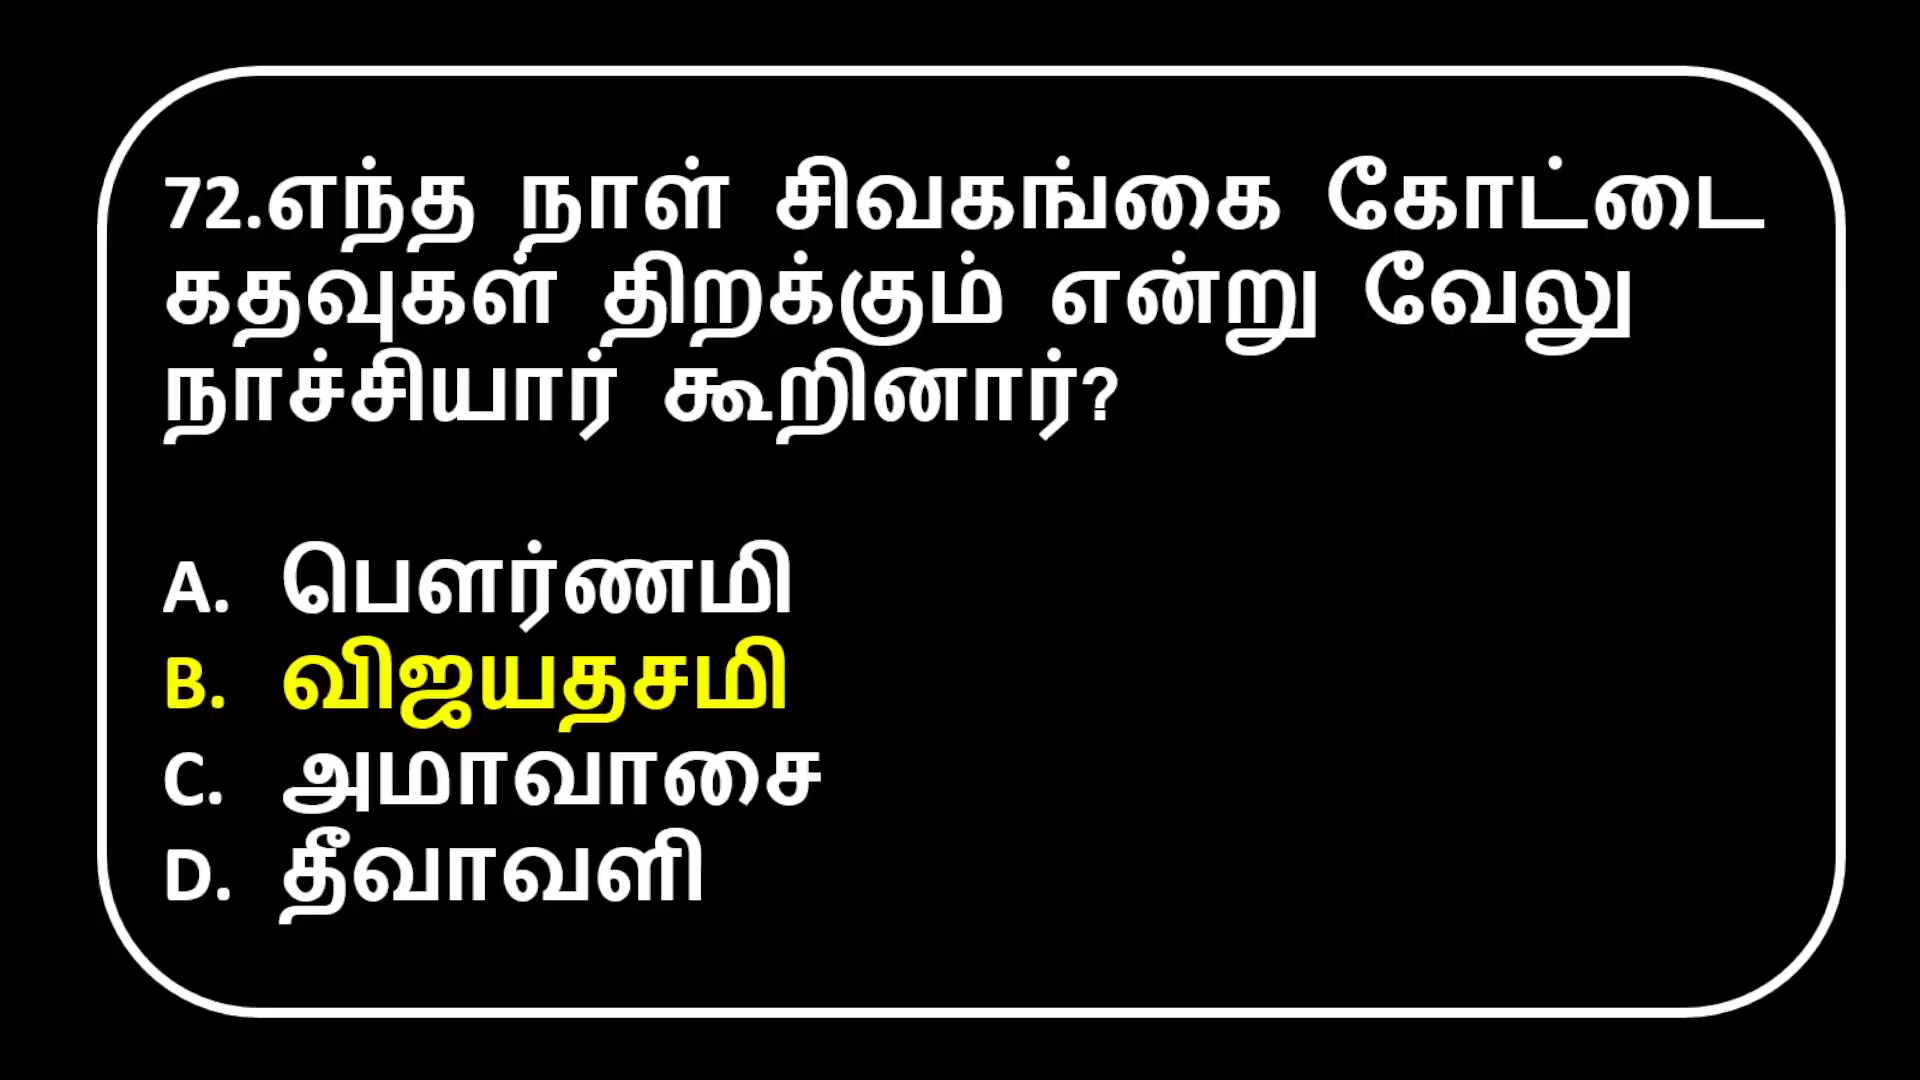 72.எந்த நாள் சிவகங்கை கோட்டை
கதவுகள் திறக்கும் என்று வேலு
நாச்சியார் கூறினார்?
A. பௌர்ணமி
B. விஜயதசமி
C. அமாவாசை
D. தீவாவளி